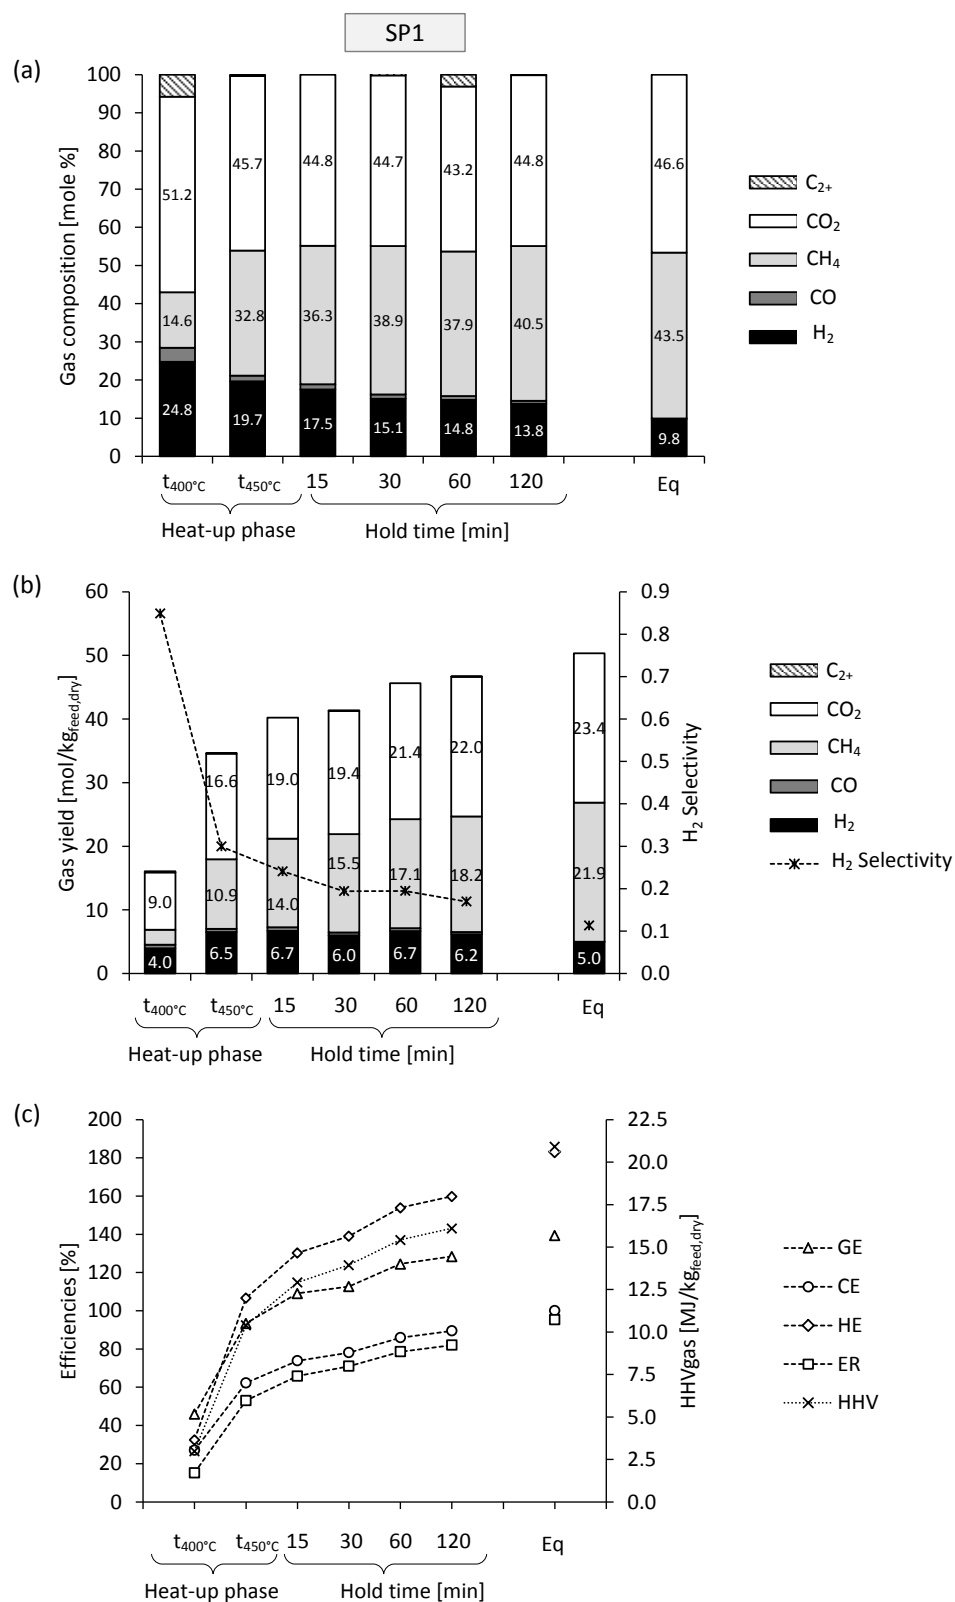 SP1
(a)
Gas composition [mole %]
100
90
80
70
60
50
40
30
20
10
0
51.2
14.6
24.8
45.7
32.8
19.7
44.8
36.3
17.5
44.7
38.9
15.1
43.2
37.9
14.8
44.8
40.5
13.8
46.6
43.5
9.8
C2+
CO2
CH4
CO
H2
t400°C t450°C 15 30 60 120 Eq
Heat-up phase Hold time [min]
(b)
Gas yield [mol/kgfeed,dry]
60
50
40
30
20
10
0
9.0
4.0
16.6
10.9
6.5
19.0
14.0
6.7
19.4
15.5
6.0
21.4
17.1
6.7
22.0
18.2
6.2
23.4
21.9
5.0
0.9
0.8
0.7
0.6
0.5
0.4
0.3
0.2
0.1
0.0
H2 Selectivity
C2+
CO2
CH4
CO
H2
H2 Selectivity
t400°C t450°C 15 30 60 120 Eq
Heat-up phase Hold time [min]
(c)
Efficiencies [%]
200
180
160
140
120
100
80
60
40
20
0
22.5
20.0
17.5
15.0
12.5
10.0
7.5
5.0
2.5
0.0
HHVgas [MJ/kgfeed,dry]
GE
CE
HE
ER
HHV
t400°C t450°C 15 30 60 120 Eq
Heat-up phase Hold time [min]